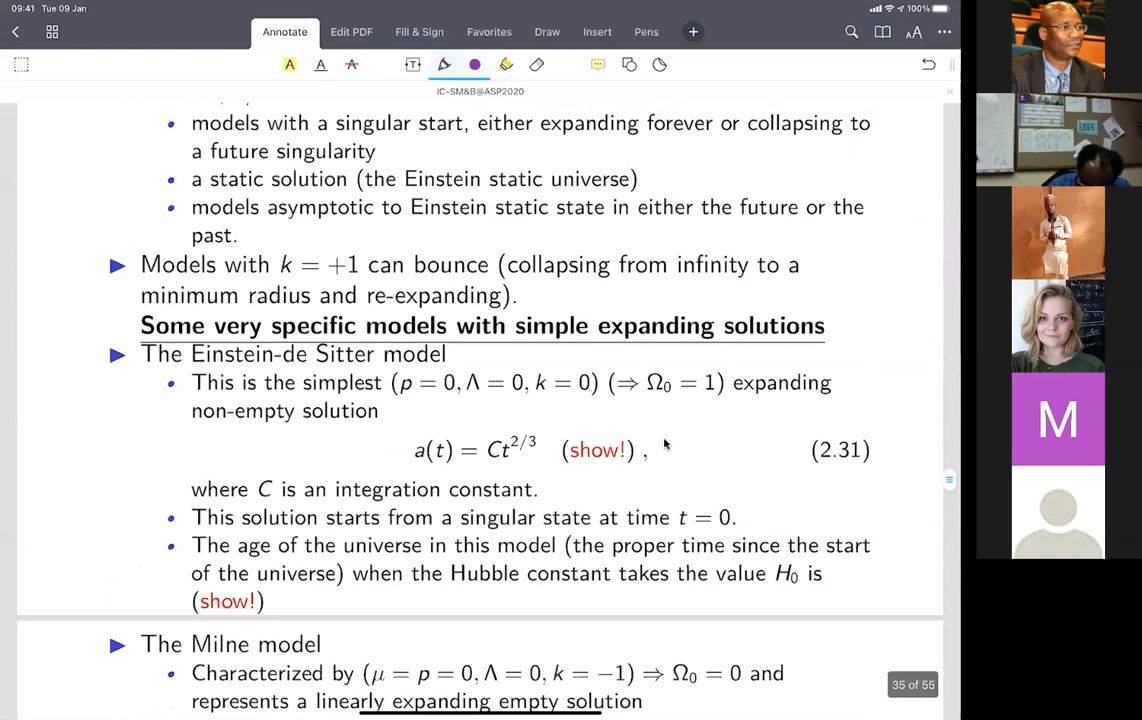 09:41 Tue 09 Jan
100%
Annotate Edit PDF Fill & Sign Favorites Draw Insert Pens
AA
A A A T
IC-SM&B@ASP2020
• models with a singular start, either expanding forever or collapsing to
a future singularity
• a static solution (the Einstein static universe)
• models asymptotic to Einstein static state in either the future or the
past.
▶ Models with k = +1 can bounce (collapsing from infinity to a
minimum radius and re-expanding).
Some very specific models with simple expanding solutions
▶ The Einstein-de Sitter model
• This is the simplest (p = 0, Λ = 0, k = 0) (⇒ Ω₀ = 1) expanding
non-empty solution
a(t) = Ct^{2/3} (show!) , (2.31)
where C is an integration constant.
• This solution starts from a singular state at time t = 0.
• The age of the universe in this model (the proper time since the start
of the universe) when the Hubble constant takes the value H₀ is
(show!)
▶ The Milne model
• Characterized by (μ = p = 0, Λ = 0, k = −1) ⇒ Ω₀ = 0 and
represents a linearly expanding empty solution
35 of 55
M